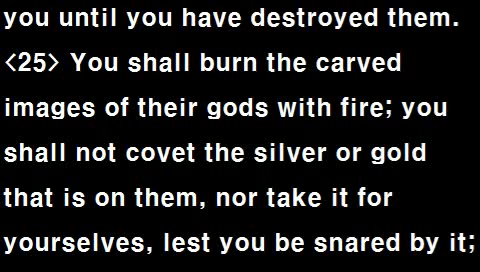 you until you have destroyed them.
<25> You shall burn the carved
images of their gods with fire; you
shall not covet the silver or gold
that is on them, nor take it for
yourselves, lest you be snared by it;